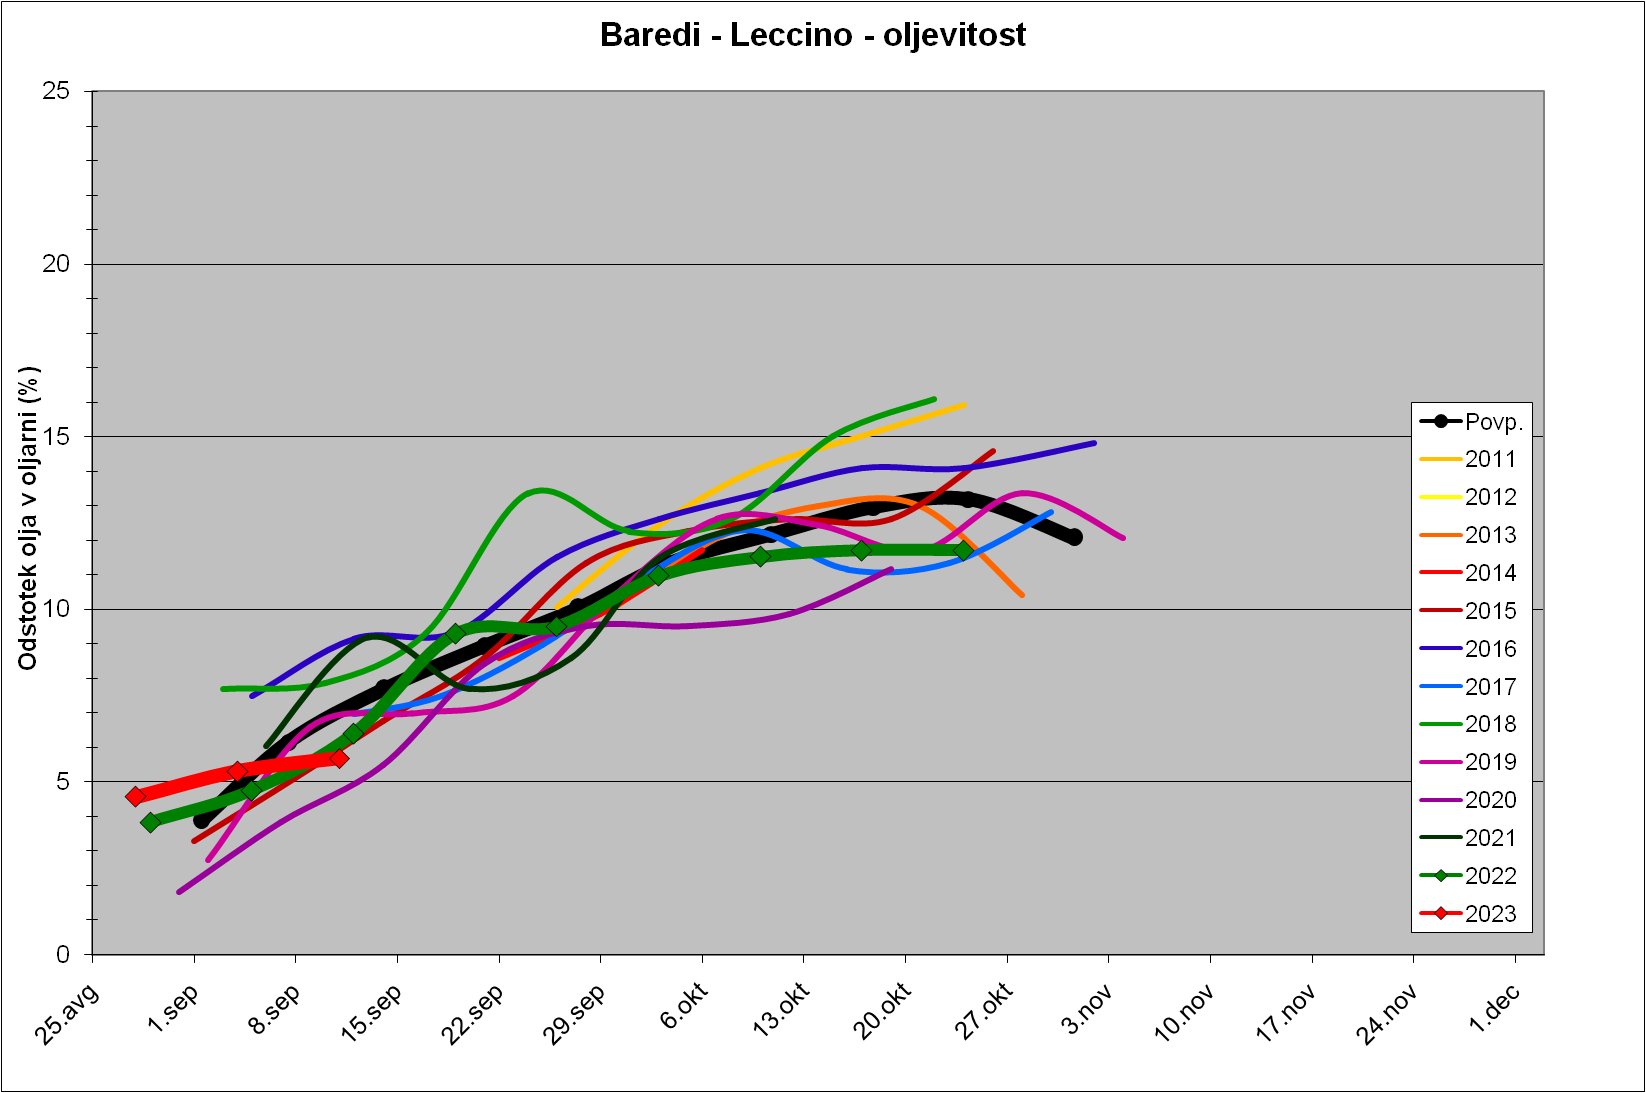 Baredi - Leccino - oljevitost
Odstotek olja v oljarni (%)
25
20
15
10
5
0
25.avg
1.sep
8.sep
15.sep
22.sep
29.sep
6.okt
13.okt
20.okt
27.okt
3.nov
10.nov
17.nov
24.nov
1.dec
Povp.
2011
2012
2013
2014
2015
2016
2017
2018
2019
2020
2021
2022
2023